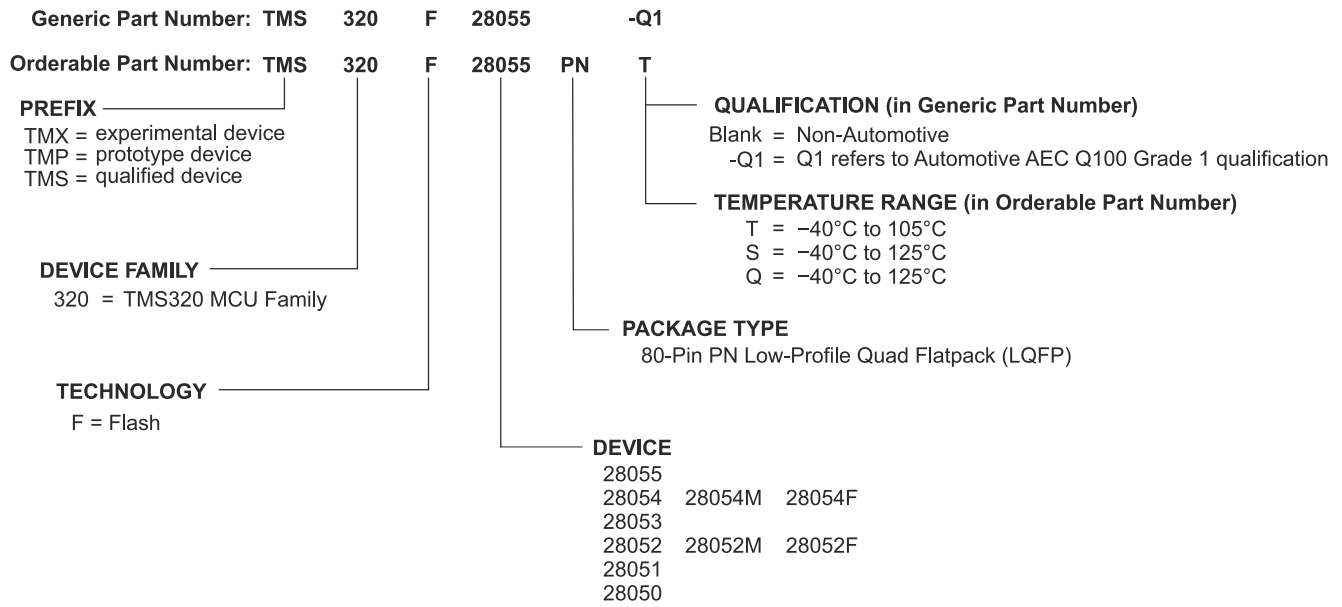 Generic Part Number: TMS 320 F 28055 -Q1
Orderable Part Number: TMS 320 F 28055 PN T
PREFIX
TMX = experimental device
TMP = prototype device
TMS = qualified device
QUALIFICATION (in Generic Part Number)
Blank = Non-Automotive
-Q1 = Q1 refers to Automotive AEC Q100 Grade 1 qualification
TEMPERATURE RANGE (in Orderable Part Number)
T = −40°C to 105°C
S = −40°C to 125°C
Q = −40°C to 125°C
DEVICE FAMILY
320 = TMS320 MCU Family
PACKAGE TYPE
80-Pin PN Low-Profile Quad Flatpack (LQFP)
TECHNOLOGY
F = Flash
DEVICE
28055
28054 28054M 28054F
28053
28052 28052M 28052F
28051
28050